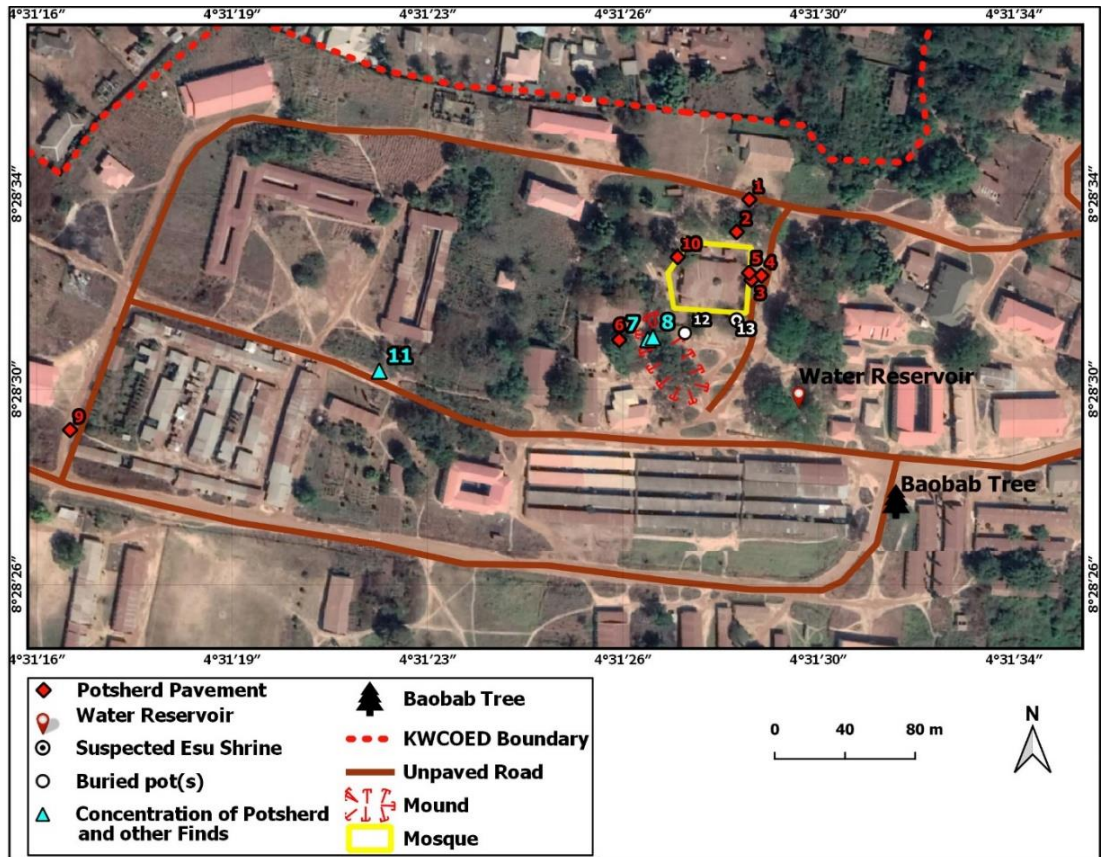 4°31'16" 4°31'19" 4°31'23" 4°31'26" 4°31'30" 4°31'34"
8°28'34"
8°28'34"
1
2
10
5
4
3
12
13
6
7
8
11
8°28'30"
8°28'30"
Water Reservoir
9
Baobab Tree
8°28'26"
8°28'26"
4°31'16" 4°31'19" 4°31'23" 4°31'26" 4°31'30" 4°31'34"
Potsherd Pavement
Water Reservoir
Suspected Esu Shrine
Buried pot(s)
Concentration of Potsherd
and other Finds
Baobab Tree
KWCOED Boundary
Unpaved Road
Mound
Mosque
0 40 80 m
N